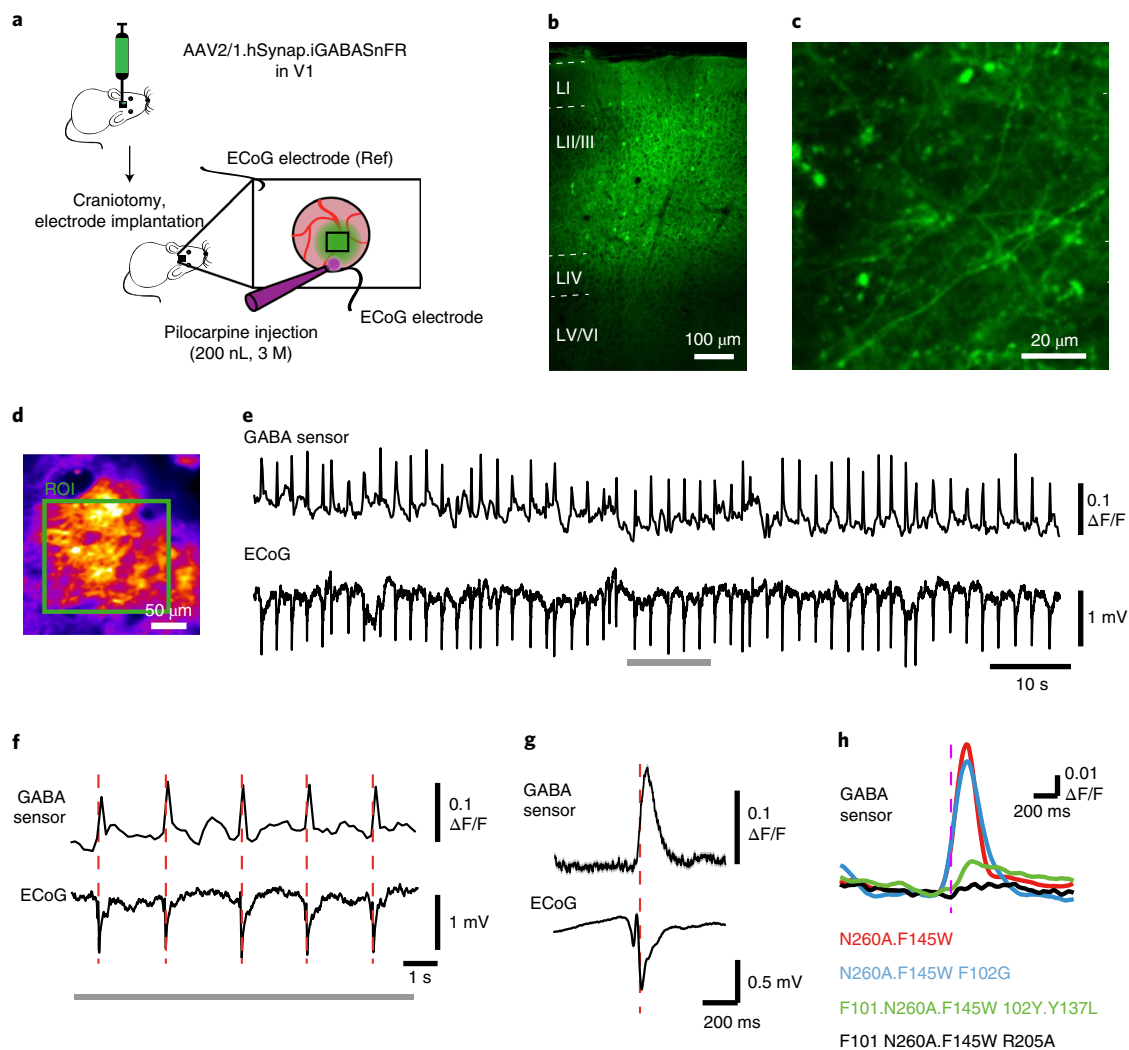 a
AAV2/1.hSynap.iGABASnFR
in V1
ECoG electrode (Ref)
Craniotomy,
electrode implantation
ECoG electrode
Pilocarpine injection
(200 nL, 3 M)
b
LI
LII/III
LIV
LV/VI
100 μm
c
20 μm
d
ROI
50 μm
e
GABA sensor
0.1
ΔF/F
ECoG
1 mV
10 s
f
GABA
sensor
0.1
ΔF/F
ECoG
1 mV
1 s
g
GABA
sensor
0.1
ΔF/F
ECoG
0.5 mV
200 ms
h
GABA
sensor
0.01
ΔF/F
200 ms
N260A.F145W
N260A.F145W F102G
F101.N260A.F145W 102Y.Y137L
F101 N260A.F145W R205A